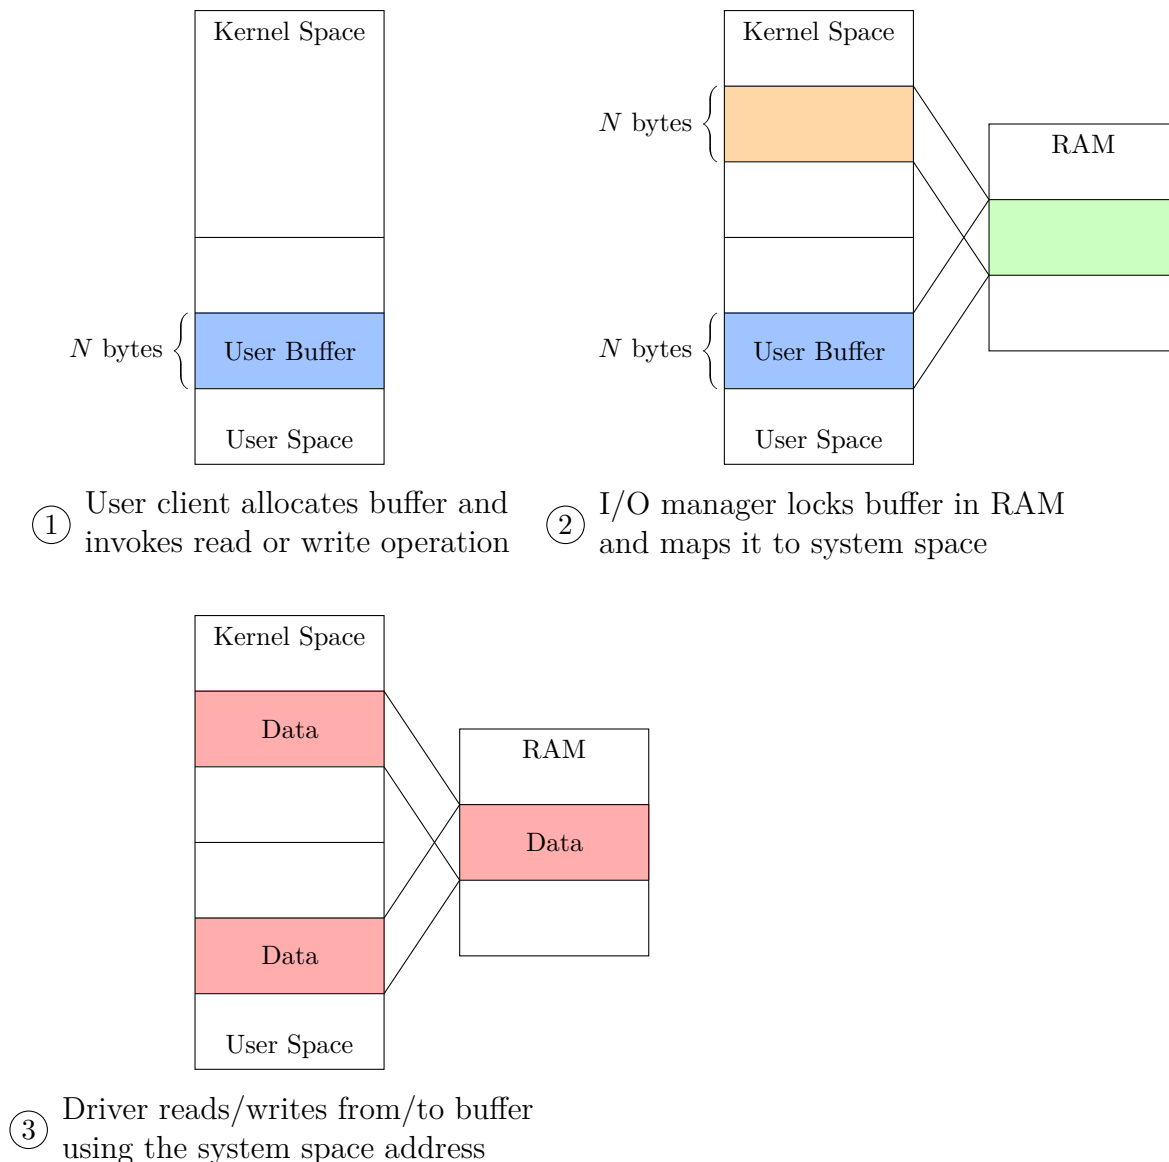 Kernel Space
N bytes
User Buffer
User Space
1 User client allocates buffer and
invokes read or write operation
Kernel Space
N bytes
RAM
N bytes
User Buffer
User Space
2 I/O manager locks buffer in RAM
and maps it to system space
Kernel Space
Data
RAM
Data
Data
User Space
3 Driver reads/writes from/to buffer
using the system space address